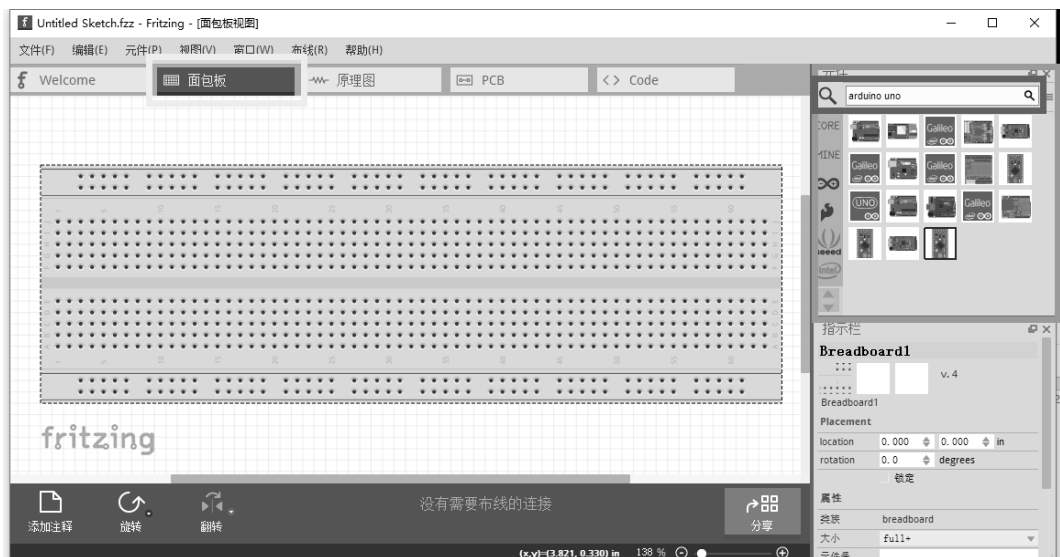 Untitled Sketch.fzz - Fritzing - [面包板视图]
文件(F) 编辑(E) 元件(P) 视图(V) 窗口(W) 布线(R) 帮助(H)
Welcome
面包板
原理图
PCB
<> Code
元件
arduino uno
CORE
MINE
Galileo
Galileo
Galileo
UNO
Galileo
seeed
intel
fritzing
添加注释
旋转
翻转
没有需要布线的连接
分享
(x,y)=(3.821, 0.330) in 138 %
指示栏
Breadboard1
v. 4
Breadboard1
Placement
location 0.000 0.000 in
rotation 0.0 degrees
锁定
属性
类族 breadboard
大小 full+
元件号